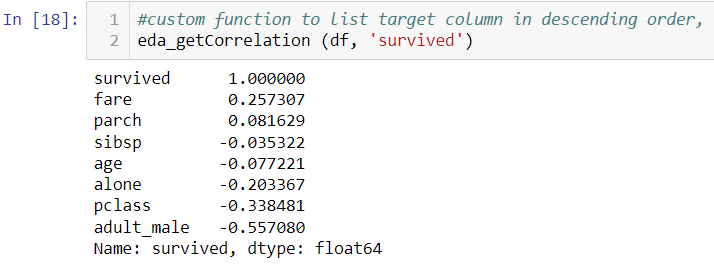 In [18]: 1 #custom function to list target column in descending order,
2 eda_getCorrelation (df, 'survived')
survived 1.000000
fare 0.257307
parch 0.081629
sibsp -0.035322
age -0.077221
alone -0.203367
pclass -0.338481
adult_male -0.557080
Name: survived, dtype: float64